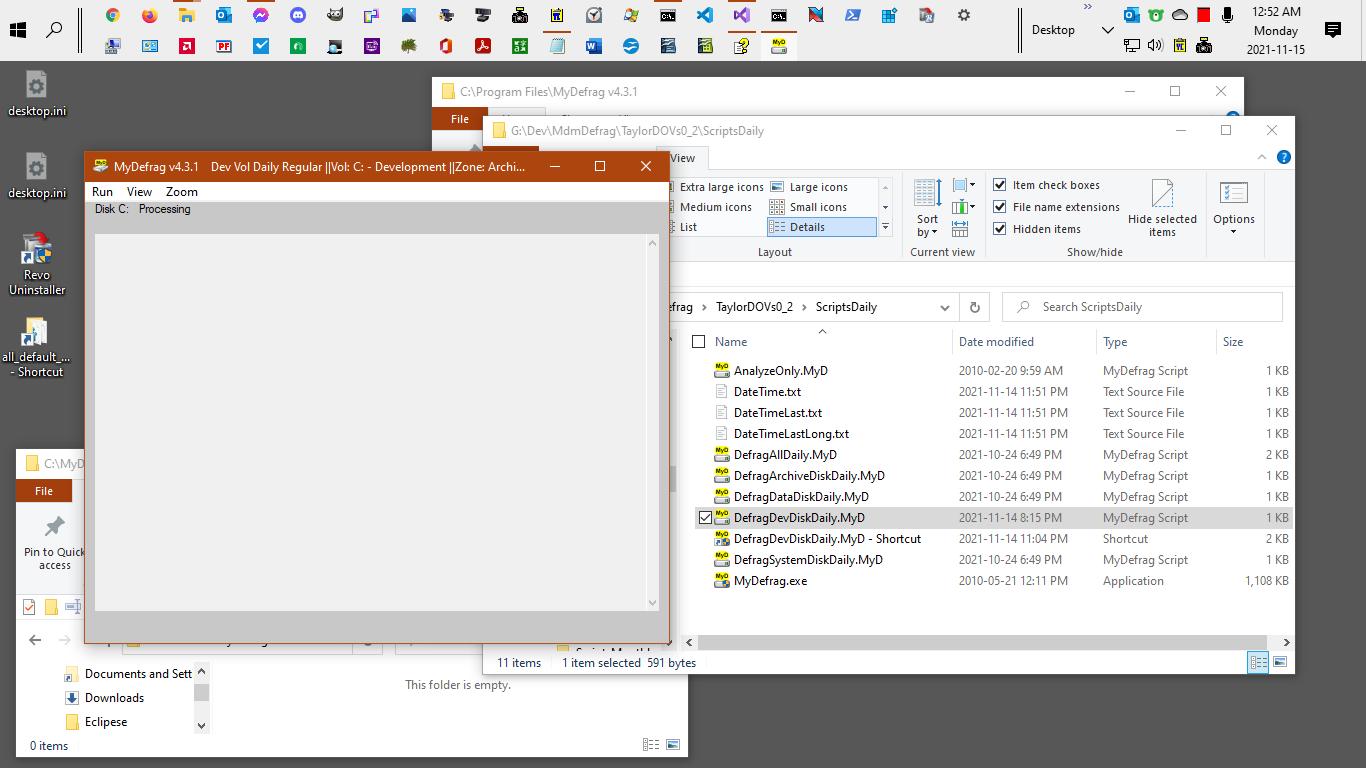 12:52 AM
Monday
2021-11-15
Desktop
desktop.ini
desktop.ini
Revo
Uninstaller
all_default_...
- Shortcut
C:\Program Files\MyDefrag v4.3.1
File
G:\Dev\MdmDefrag\TaylorDOVs0_2\ScriptsDaily
View
Extra large icons
Large icons
Medium icons
Small icons
List
Details
Layout
Sort
by
Current view
Item check boxes
File name extensions
Hidden items
Hide selected
items
Show/hide
Options
efrag > TaylorDOVs0_2 > ScriptsDaily
Search ScriptsDaily
Name Date modified Type Size
AnalyzeOnly.MyD 2010-02-20 9:59 AM MyDefrag Script 1 KB
DateTime.txt 2021-11-14 11:51 PM Text Source File 1 KB
DateTimeLast.txt 2021-11-14 11:51 PM Text Source File 1 KB
DateTimeLastLong.txt 2021-11-14 11:51 PM Text Source File 1 KB
DefragAllDaily.MyD 2021-10-24 6:49 PM MyDefrag Script 2 KB
DefragArchiveDiskDaily.MyD 2021-10-24 6:49 PM MyDefrag Script 1 KB
DefragDataDiskDaily.MyD 2021-10-24 6:49 PM MyDefrag Script 1 KB
DefragDevDiskDaily.MyD 2021-11-14 8:15 PM MyDefrag Script 1 KB
DefragDevDiskDaily.MyD - Shortcut 2021-11-14 11:04 PM Shortcut 2 KB
DefragSystemDiskDaily.MyD 2021-10-24 6:49 PM MyDefrag Script 1 KB
MyDefrag.exe 2010-05-21 12:11 PM Application 1,108 KB
11 items 1 item selected 591 bytes
MyDefrag v4.3.1 Dev Vol Daily Regular ||Vol: C: - Development ||Zone: Archi...
Run View Zoom
Disk C: Processing
C:\MyD
File
Pin to Quick
access
Documents and Sett
Downloads
Eclipese
This folder is empty.
0 items